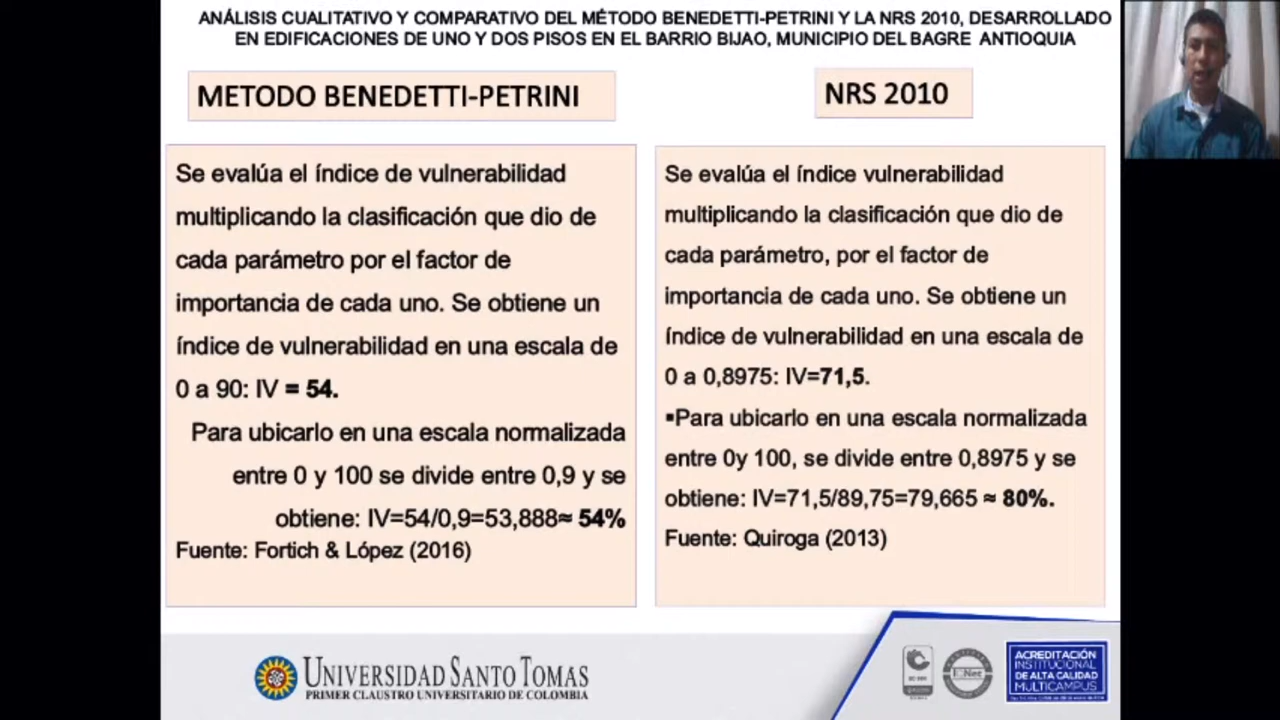 ANÁLISIS CUALITATIVO Y COMPARATIVO DEL MÉTODO BENEDETTI-PETRINI Y LA NRS 2010, DESARROLLADO
EN EDIFICACIONES DE UNO Y DOS PISOS EN EL BARRIO BIJAO, MUNICIPIO DEL BAGRE ANTIOQUIA
METODO BENEDETTI-PETRINI
Se evalúa el índice de vulnerabilidad
multiplicando la clasificación que dio de
cada parámetro por el factor de
importancia de cada uno. Se obtiene un
índice de vulnerabilidad en una escala de
0 a 90: IV = 54.
Para ubicarlo en una escala normalizada
entre 0 y 100 se divide entre 0,9 y se
obtiene: IV=54/0,9=53,888≈ 54%
Fuente: Fortich & López (2016)
NRS 2010
Se evalúa el índice vulnerabilidad
multiplicando la clasificación que dio de
cada parámetro, por el factor de
importancia de cada uno. Se obtiene un
índice de vulnerabilidad en una escala de
0 a 0,8975: IV=71,5.
▪Para ubicarlo en una escala normalizada
entre 0y 100, se divide entre 0,8975 y se
obtiene: IV=71,5/89,75=79,665 ≈ 80%.
Fuente: Quiroga (2013)
UNIVERSIDAD SANTO TOMAS
PRIMER CLAUSTRO UNIVERSITARIO DE COLOMBIA
ACREDITACIÓN
INSTITUCIONAL
DE ALTA CALIDAD
MULTICAMPUS